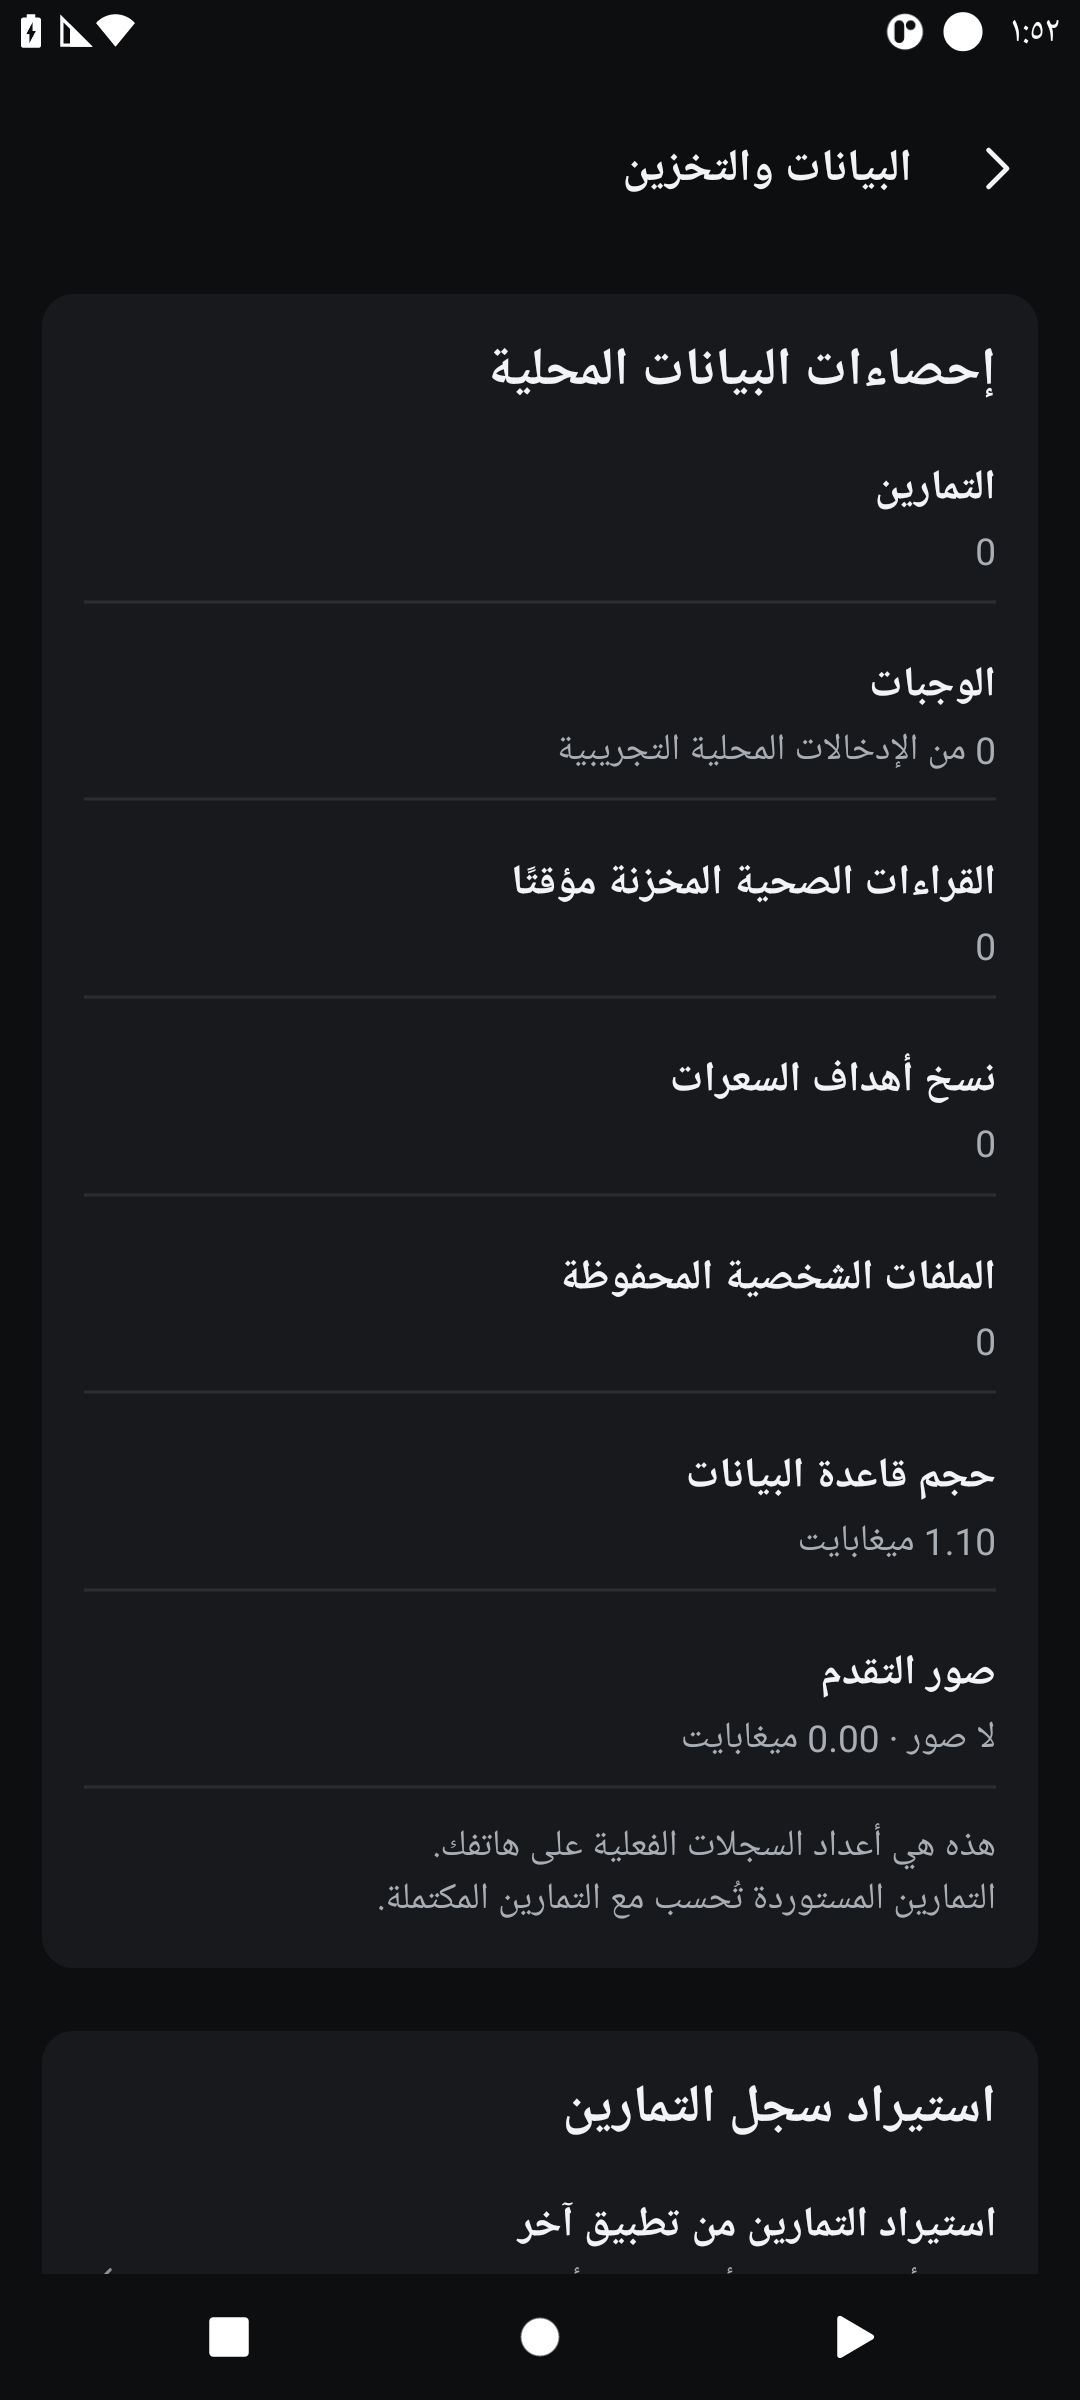 ١:٥٢
البيانات والتخزين
إحصاءات البيانات المحلية
التمارين
0
الوجبات
0 من الإدخالات المحلية التجريبية
القراءات الصحية المخزنة مؤقتًا
0
نسخ أهداف السعرات
0
الملفات الشخصية المحفوظة
0
حجم قاعدة البيانات
1.10 ميغابايت
صور التقدم
لا صور · 0.00 ميغابايت
هذه هي أعداد السجلات الفعلية على هاتفك.
التمارين المستوردة تُحسب مع التمارين المكتملة.
استيراد سجل التمارين
استيراد التمارين من تطبيق آخر